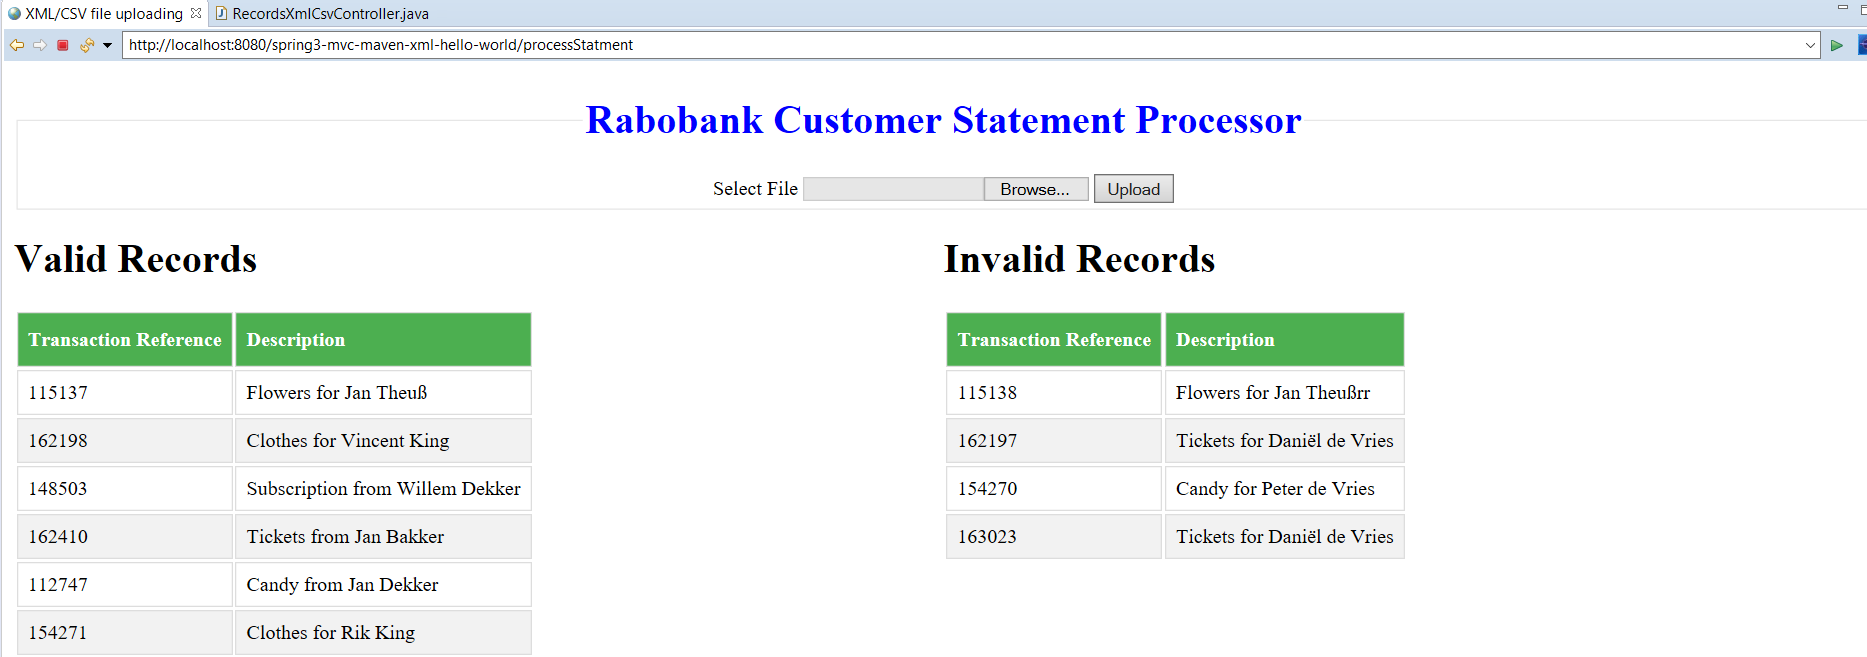 XML/CSV file uploading RecordsXmlCsvController.java
http://localhost:8080/spring3-mvc-maven-xml-hello-world/processStatment
Rabobank Customer Statement Processor
Select File Browse... Upload
Valid Records
Transaction Reference Description
115137 Flowers for Jan Theuß
162198 Clothes for Vincent King
148503 Subscription from Willem Dekker
162410 Tickets from Jan Bakker
112747 Candy from Jan Dekker
154271 Clothes for Rik King
Invalid Records
Transaction Reference Description
115138 Flowers for Jan Theußrr
162197 Tickets for Daniël de Vries
154270 Candy for Peter de Vries
163023 Tickets for Daniël de Vries